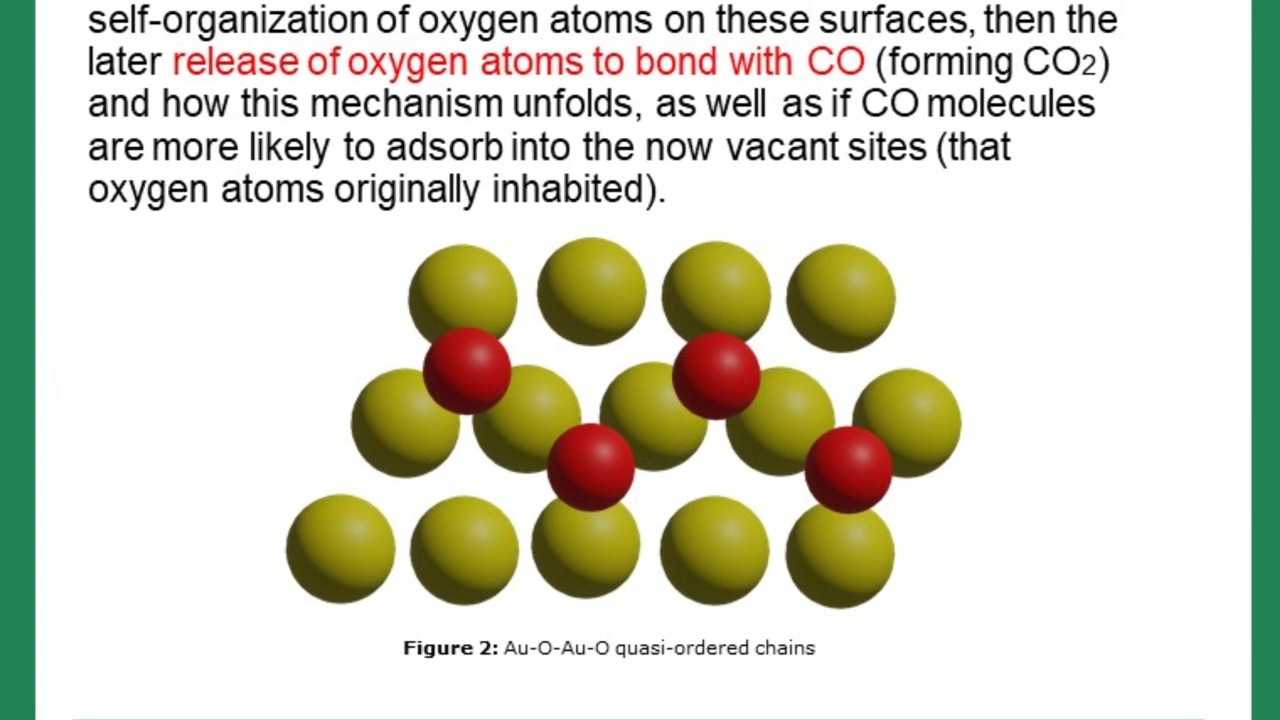 self-organization of oxygen atoms on these surfaces, then the
later release of oxygen atoms to bond with CO (forming CO2)
and how this mechanism unfolds, as well as if CO molecules
are more likely to adsorb into the now vacant sites (that
oxygen atoms originally inhabited).
Figure 2: Au-O-Au-O quasi-ordered chains